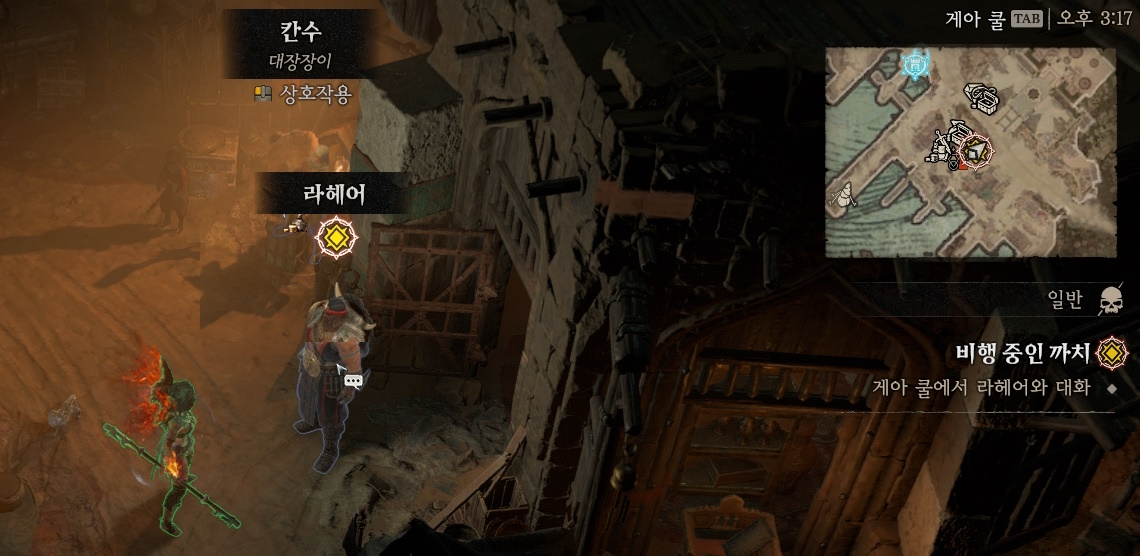 칸수
대장장이
상호작용
라헤어
게아 쿨 TAB 오후 3:17
일반
비행 중인 까치
게아 쿨에서 라헤어와 대화